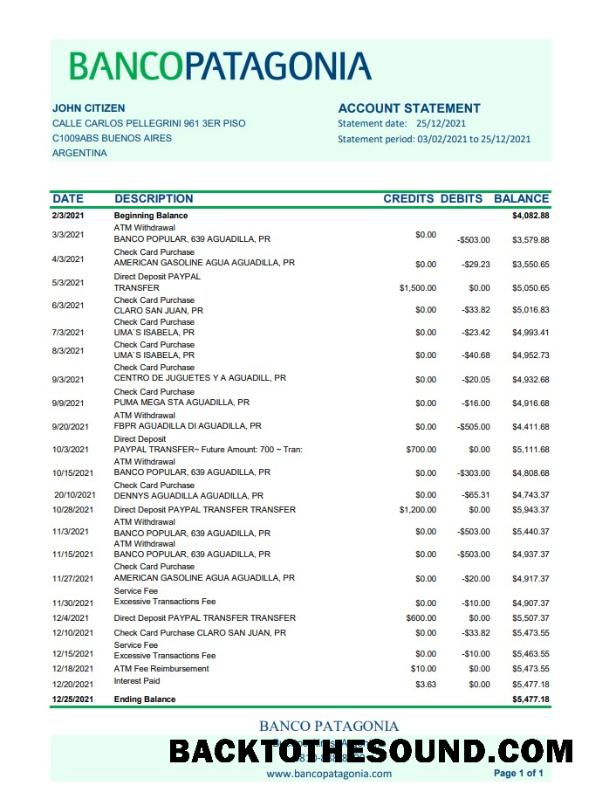 BANCOPATAGONIA
JOHN CITIZEN
CALLE CARLOS PELLEGRINI 961 3ER PISO
C1009ABS BUENOS AIRES
ARGENTINA
ACCOUNT STATEMENT
Statement date: 25/12/2021
Statement period: 03/02/2021 to 25/12/2021
DATE DESCRIPTION CREDITS DEBITS BALANCE
2/3/2021 Beginning Balance $4,082.88
ATM Withdrawal
3/3/2021 BANCO POPULAR, 639 AGUADILLA, PR $0.00 -$503.00 $3,579.88
Check Card Purchase
4/3/2021 AMERICAN GASOLINE AGUA AGUADILLA, PR $0.00 -$29.23 $3,550.65
Direct Deposit PAYPAL
5/3/2021 TRANSFER $1,500.00 $0.00 $5,050.65
Check Card Purchase
6/3/2021 CLARO SAN JUAN, PR $0.00 -$33.82 $5,016.83
Check Card Purchase
7/3/2021 UMA`S ISABELA, PR $0.00 -$23.42 $4,993.41
Check Card Purchase
8/3/2021 UMA`S ISABELA, PR $0.00 -$40.68 $4,952.73
Check Card Purchase
9/3/2021 CENTRO DE JUGUETES Y A AGUADILL, PR $0.00 -$20.05 $4,932.68
Check Card Purchase
9/9/2021 PUMA MEGA STA AGUADILLA, PR $0.00 -$16.00 $4,916.68
ATM Withdrawal
9/20/2021 FBPR AGUADILLA DI AGUADILLA, PR $0.00 -$505.00 $4,411.68
Direct Deposit
10/3/2021 PAYPAL TRANSFER~ Future Amount: 700 ~ Tran: $700.00 $0.00 $5,111.68
ATM Withdrawal
10/15/2021 BANCO POPULAR, 639 AGUADILLA, PR $0.00 -$303.00 $4,808.68
Check Card Purchase
20/10/2021 DENNYS AGUADILLA AGUADILLA, PR $0.00 -$65.31 $4,743.37
10/28/2021 Direct Deposit PAYPAL TRANSFER TRANSFER $1,200.00 $0.00 $5,943.37
ATM Withdrawal
11/3/2021 BANCO POPULAR, 639 AGUADILLA, PR $0.00 -$503.00 $5,440.37
ATM Withdrawal
11/15/2021 BANCO POPULAR, 639 AGUADILLA, PR $0.00 -$503.00 $4,937.37
Check Card Purchase
11/27/2021 AMERICAN GASOLINE AGUA AGUADILLA, PR $0.00 -$20.00 $4,917.37
Service Fee
11/30/2021 Excessive Transactions Fee $0.00 -$10.00 $4,907.37
12/4/2021 Direct Deposit PAYPAL TRANSFER TRANSFER $600.00 $0.00 $5,507.37
12/10/2021 Check Card Purchase CLARO SAN JUAN, PR $0.00 -$33.82 $5,473.55
Service Fee
12/15/2021 Excessive Transactions Fee $0.00 -$10.00 $5,463.55
12/18/2021 ATM Fee Reimbursement $10.00 $0.00 $5,473.55
12/20/2021 Interest Paid $3.63 $0.00 $5,477.18
12/25/2021 Ending Balance $5,477.18
BANCO PATAGONIA
BACKTOTHESOUND.COM
www.bancopatagonia.com
Page 1 of 1